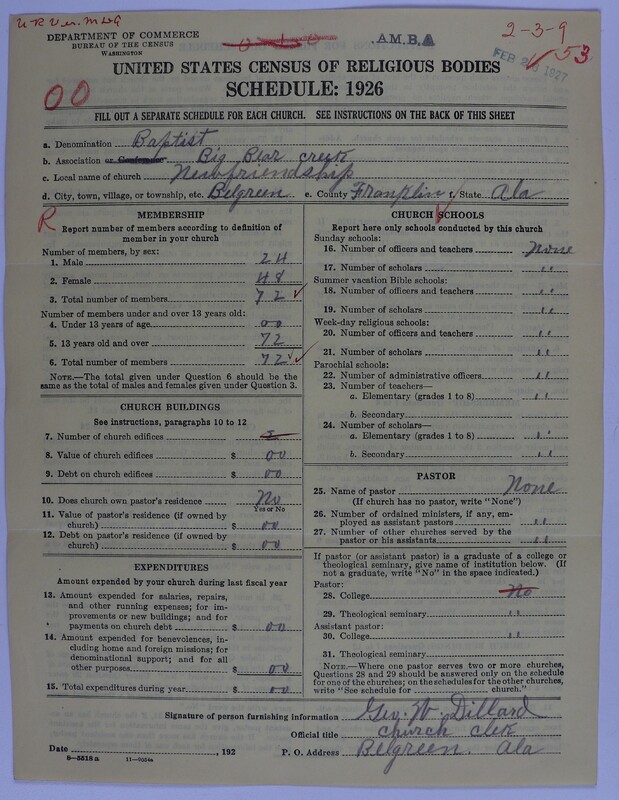 DEPARTMENT OF COMMERCE
BUREAU OF THE CENSUS
WASHINGTON
A.M.B.A
2-3-9
FEB 23 1927
53
UNITED STATES CENSUS OF RELIGIOUS BODIES
SCHEDULE: 1926
00
FILL OUT A SEPARATE SCHEDULE FOR EACH CHURCH. SEE INSTRUCTIONS ON THE BACK OF THIS SHEET
a. Denomination Baptist
b. Association or Conference Big Bear creek
c. Local name of church Newfriendship
d. City, town, village, or township, etc. Belgreen e. County Franklin f. State Ala
R
MEMBERSHIP
Report number of members according to definition of
member in your church
Number of members, by sex:
1. Male 24
2. Female 48
3. Total number of members 72
Number of members under and over 13 years old:
4. Under 13 years of age 00
5. 13 years old and over 72
6. Total number of members 72
NOTE.—The total given under Question 6 should be the
same as the total of males and females given under Question 3.
CHURCH BUILDINGS
See instructions, paragraphs 10 to 12
7. Number of church edifices
8. Value of church edifices $ 00
9. Debt on church edifices $ 00
10. Does church own pastor's residence No
Yes or No
11. Value of pastor's residence (if owned by
church) $ 00
12. Debt on pastor's residence (if owned by
church) $ 00
EXPENDITURES
Amount expended by your church during last fiscal year
13. Amount expended for salaries, repairs,
and other running expenses; for im-
provements or new buildings; and for
payments on church debt $ 00
14. Amount expended for benevolences, in-
cluding home and foreign missions; for
denominational support; and for all
other purposes $ 00
15. Total expenditures during year $ 00
CHURCH SCHOOLS
Report here only schools conducted by this church
Sunday schools:
16. Number of officers and teachers None
17. Number of scholars "
Summer vacation Bible schools:
18. Number of officers and teachers "
19. Number of scholars "
Week-day religious schools:
20. Number of officers and teachers "
21. Number of scholars "
Parochial schools:
22. Number of administrative officers "
23. Number of teachers—
a. Elementary (grades 1 to 8) "
b. Secondary
24. Number of scholars—
a. Elementary (grades 1 to 8) "
b. Secondary "
PASTOR
25. Name of pastor None
(If church has no pastor, write "None")
26. Number of ordained ministers, if any, em-
ployed as assistant pastors "
27. Number of other churches served by the
pastor or his assistants "
If pastor (or assistant pastor) is a graduate of a college or
theological seminary, give name of institution below. (If
not a graduate, write "No" in the space indicated.)
Pastor:
28. College No
29. Theological seminary "
Assistant pastor:
30. College "
31. Theological seminary
NOTE.—Where one pastor serves two or more churches,
Questions 28 and 29 should be answered only on the schedule
for one of the churches; on the schedules for the other churches,
write "See schedule for church."
Signature of person furnishing information Geo. W. Dillard
Official title church clek
Date , 192 P. O. Address Belgreen. Ala
8—5518 a 11—9054a